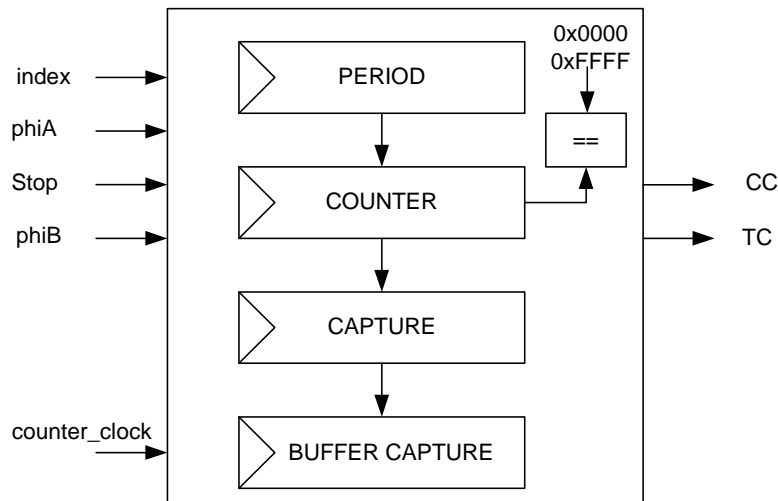 index
phiA
Stop
phiB
counter_clock
PERIOD
COUNTER
CAPTURE
BUFFER CAPTURE
0x0000
0xFFFF
==
CC
TC